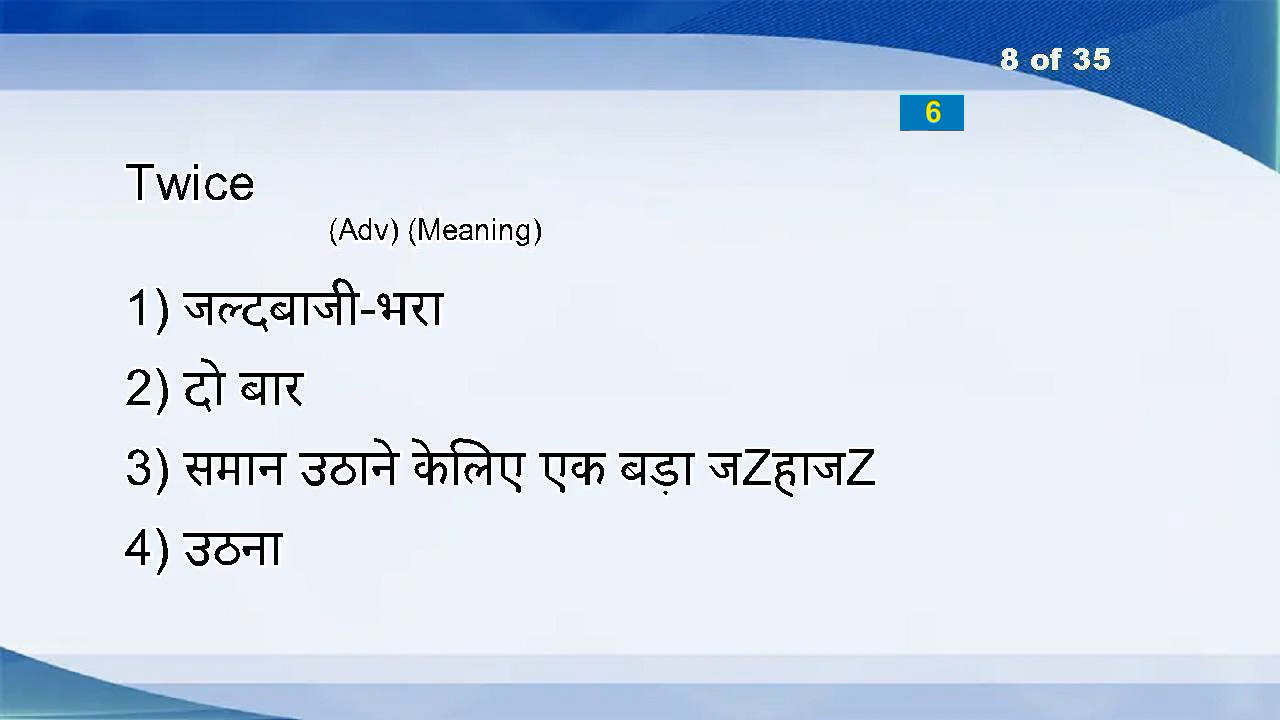 8 of 35
6
Twice
(Adv) (Meaning)
1) जल्दबाजी-भरा
2) दो बार
3) समान उठाने केलिए एक बड़ा जZहाजZ
4) उठना